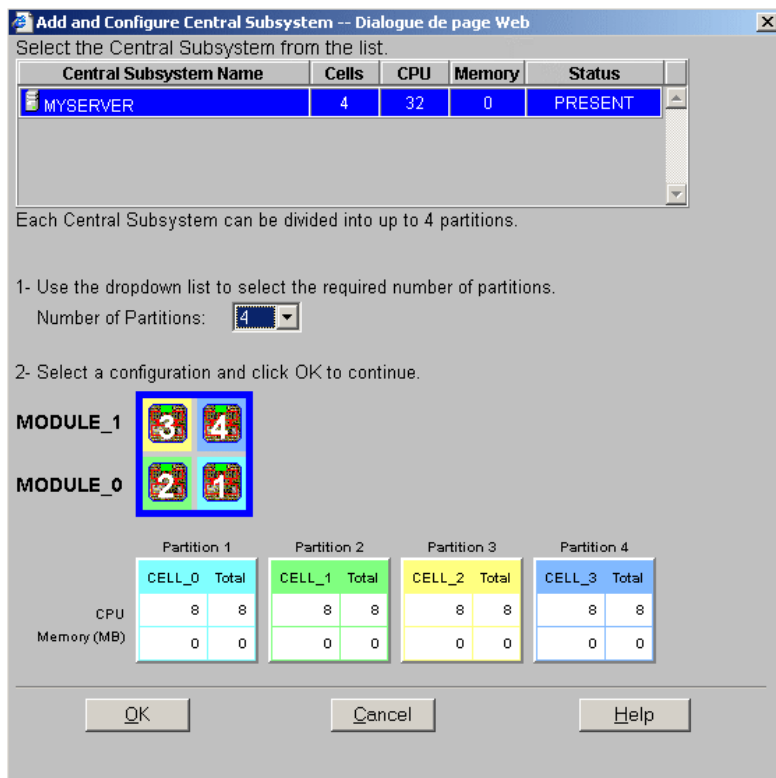 Add and Configure Central Subsystem -- Dialogue de page Web
Select the Central Subsystem from the list.
Central Subsystem Name Cells CPU Memory Status
MYSERVER 4 32 0 PRESENT
Each Central Subsystem can be divided into up to 4 partitions.
1- Use the dropdown list to select the required number of partitions.
Number of Partitions: 4
2- Select a configuration and click OK to continue.
MODULE_1 3 4
MODULE_0 2 1
Partition 1 Partition 2 Partition 3 Partition 4
CELL_0 Total CELL_1 Total CELL_2 Total CELL_3 Total
CPU 8 8 8 8 8 8 8 8
Memory (MB) 0 0 0 0 0 0 0 0
OK Cancel Help